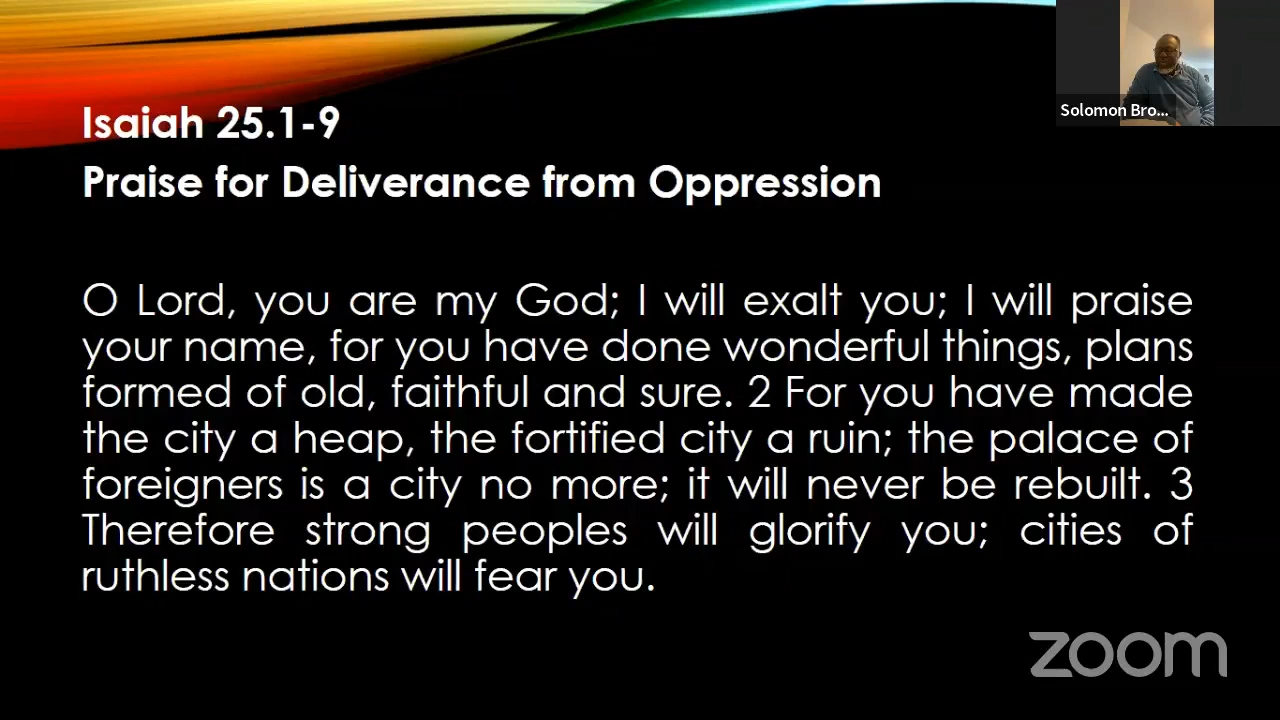 Isaiah 25.1-9
Solomon Bro...
Praise for Deliverance from Oppression
O Lord, you are my God; I will exalt you; I will praise
your name, for you have done wonderful things, plans
formed of old, faithful and sure. 2 For you have made
the city a heap, the fortified city a ruin; the palace of
foreigners is a city no more; it will never be rebuilt. 3
Therefore strong peoples will glorify you; cities of
ruthless nations will fear you.
zoom